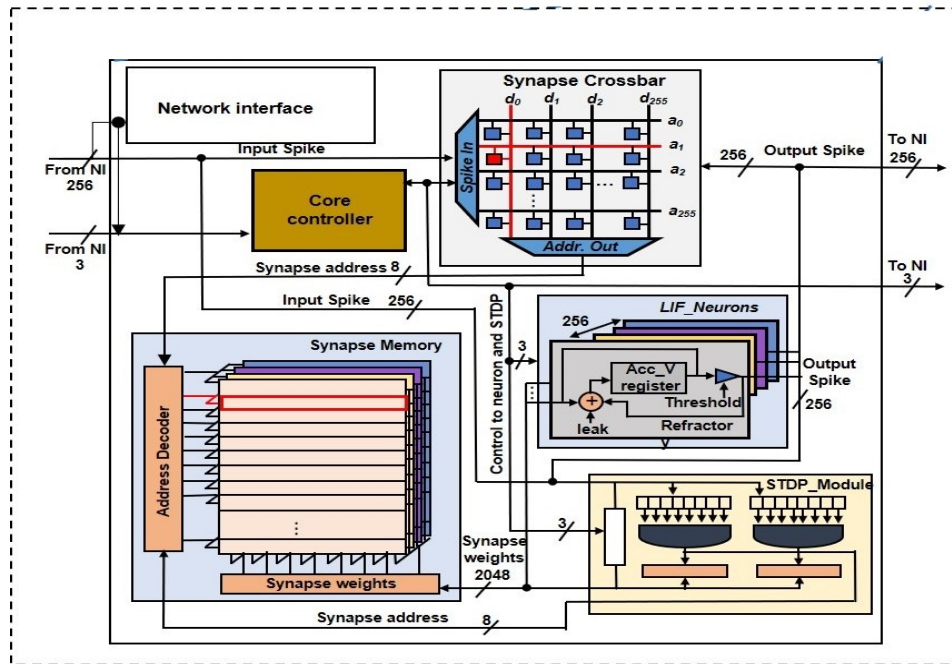 Synapse Crossbar
d0 d1 d2 d255
Network interface
a0
Input Spike
a1
To NI
256
Output Spike
256
From NI
256
Spike In
a2
Core
controller
a255
From NI
3
Addr. Out
Synapse address 8
To NI
3
Input Spike 256
LIF_Neurons
256
Synapse Memory
3
Acc_V
register
Output
Spike
256
Threshold
leak
Refractor
V
Control to neuron and STDP
Address Decoder
STDP_Module
3
Synapse
weights
2048
Synapse weights
Synapse address 8